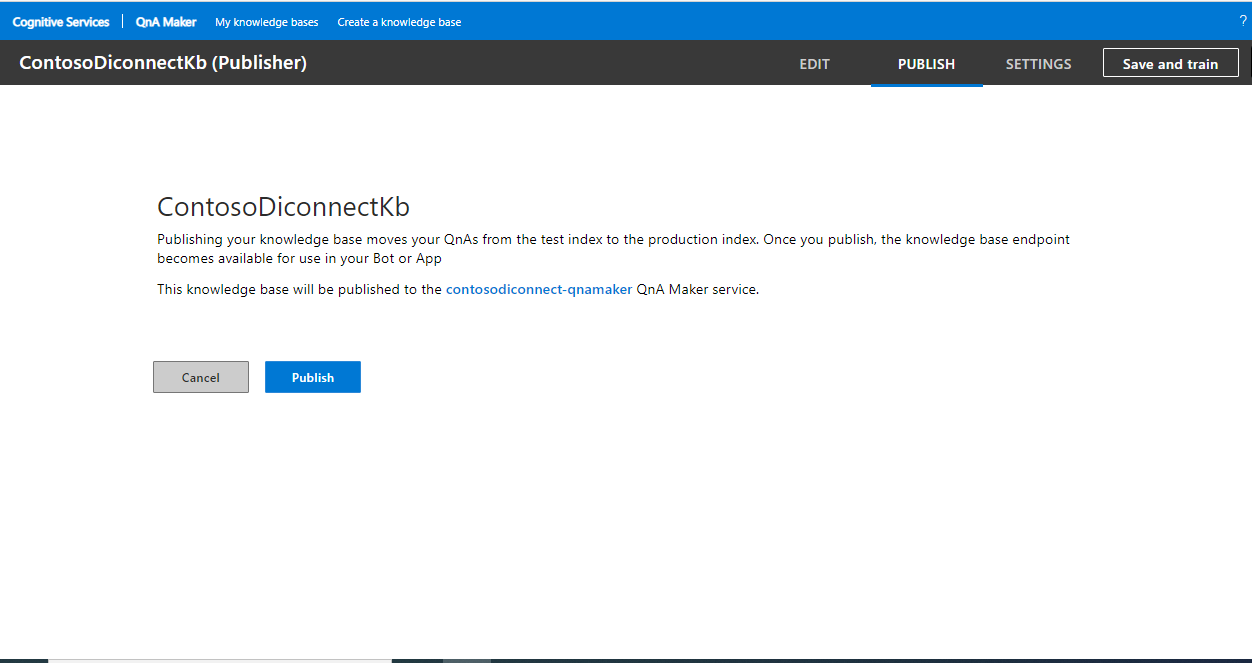 Cognitive Services | QnA Maker My knowledge bases Create a knowledge base ?
ContosoDiconnectKb (Publisher) EDIT PUBLISH SETTINGS Save and train
ContosoDiconnectKb
Publishing your knowledge base moves your QnAs from the test index to the production index. Once you publish, the knowledge base endpoint
becomes available for use in your Bot or App
This knowledge base will be published to the contosodiconnect-qnamaker QnA Maker service.
Cancel Publish